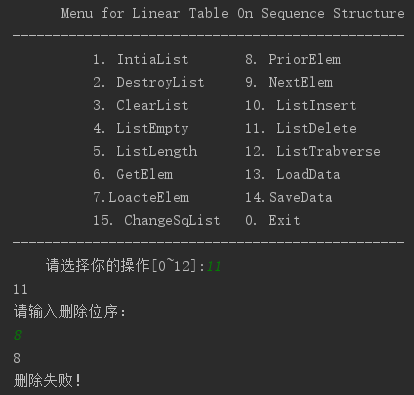 Menu for Linear Table On Sequence Structure
-------------------------------------------------
1. IntiaList 8. PriorElem
2. DestroyList 9. NextElem
3. ClearList 10. ListInsert
4. ListEmpty 11. ListDelete
5. ListLength 12. ListTrabverse
6. GetElem 13. LoadData
7.LoacteElem 14.SaveData
15. ChangeSqList 0. Exit
-------------------------------------------------
请选择你的操作[0~12]:11
11
请输入删除位序：
8
8
删除失败!